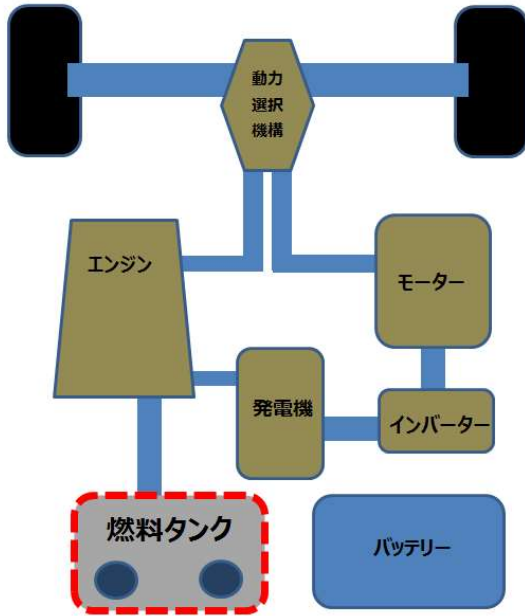 動力
選択
機構
エンジン
モーター
発電機
インバーター
燃料タンク
バッテリー